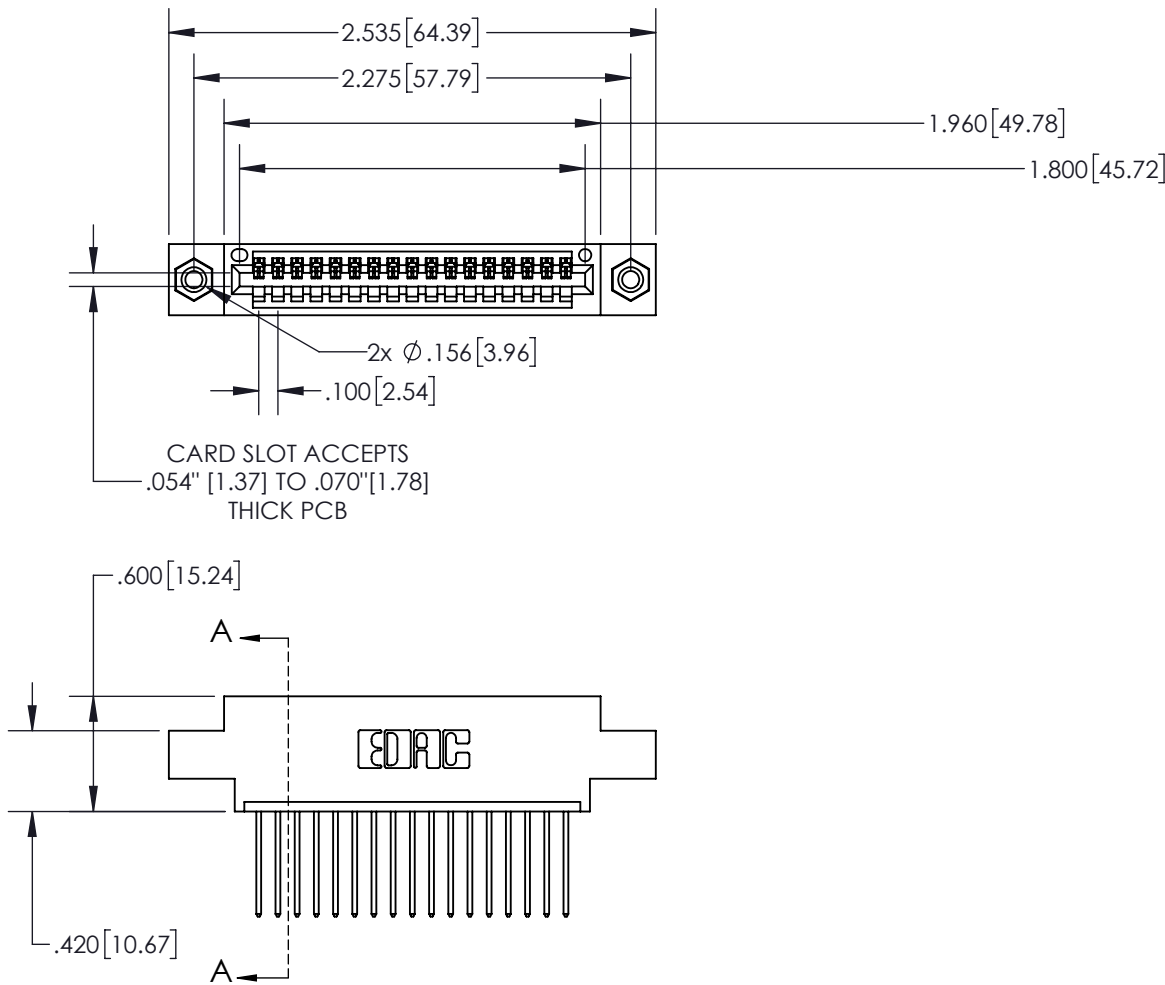 2.535[64.39]
2.275[57.79]
1.960[49.78]
1.800[45.72]
2x ∅.156[3.96]
.100[2.54]
CARD SLOT ACCEPTS
.054" [1.37] TO .070"[1.78]
THICK PCB
.600[15.24]
A
EDAC
.420[10.67]
A